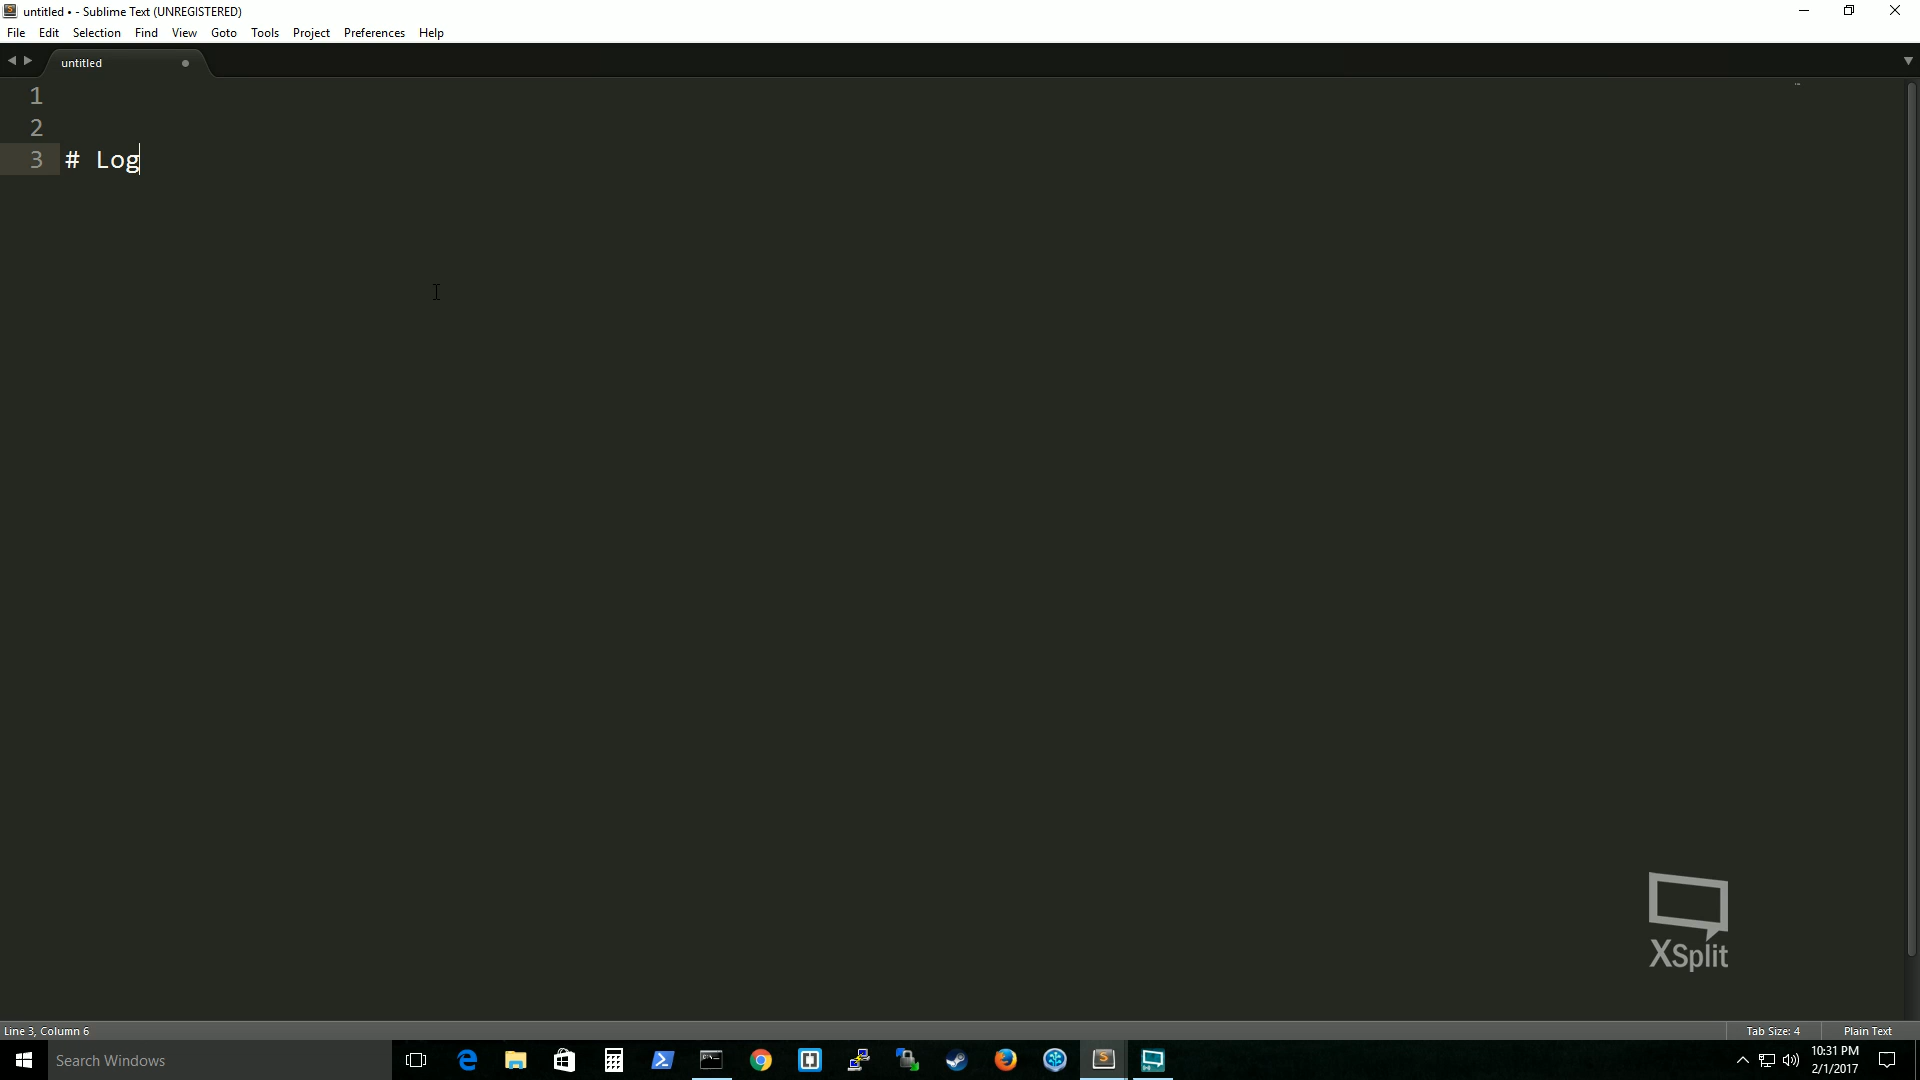 untitled • - Sublime Text (UNREGISTERED)
File Edit Selection Find View Goto Tools Project Preferences Help
untitled
1
2
3 # Log
XSplit
Line 3, Column 6 Tab Size: 4 Plain Text
Search Windows 10:31 PM
2/1/2017